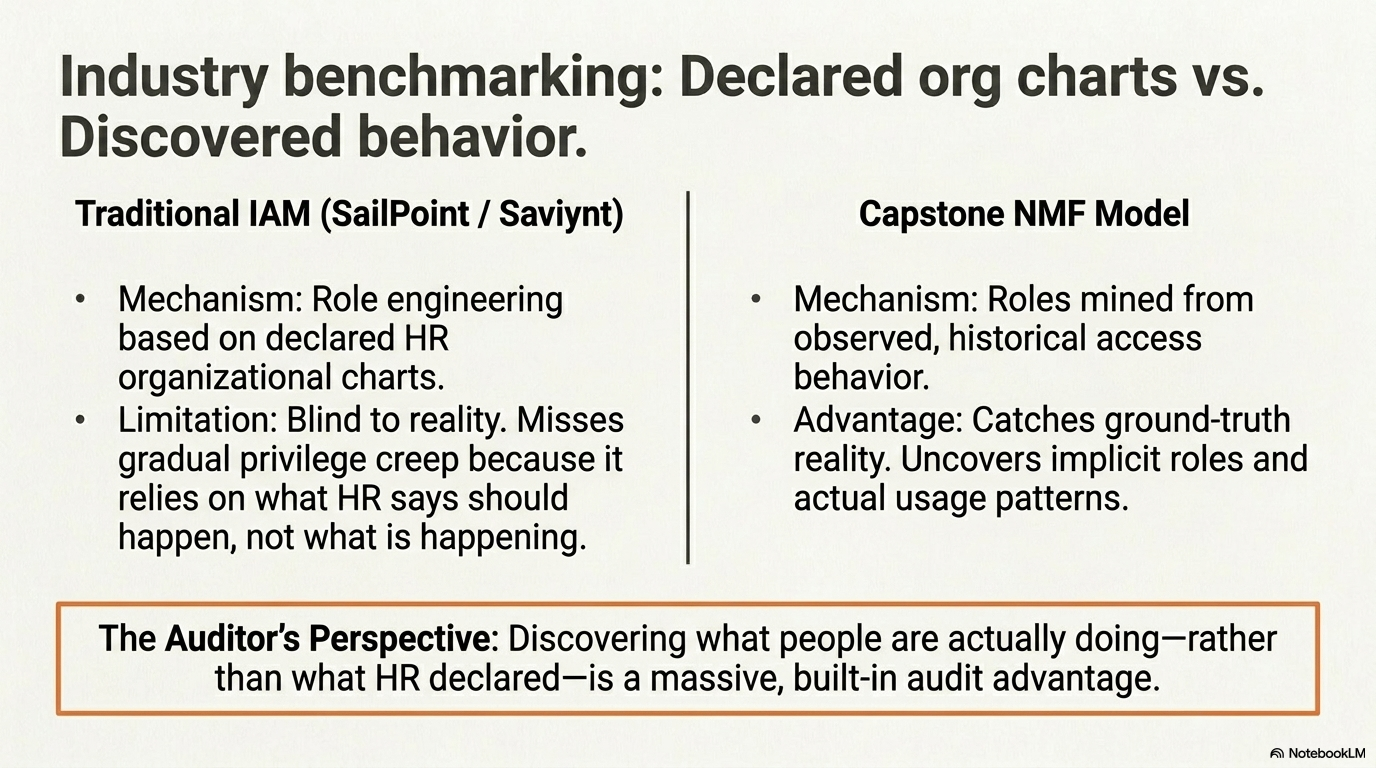 Industry benchmarking: Declared org charts vs.
Discovered behavior.
Traditional IAM (SailPoint / Saviynt)
• Mechanism: Role engineering
based on declared HR
organizational charts.
• Limitation: Blind to reality. Misses
gradual privilege creep because it
relies on what HR says should
happen, not what is happening.
Capstone NMF Model
• Mechanism: Roles mined from
observed, historical access
behavior.
• Advantage: Catches ground-truth
reality. Uncovers implicit roles and
actual usage patterns.
The Auditor's Perspective: Discovering what people are actually doing—rather
than what HR declared—is a massive, built-in audit advantage.
NotebookLM